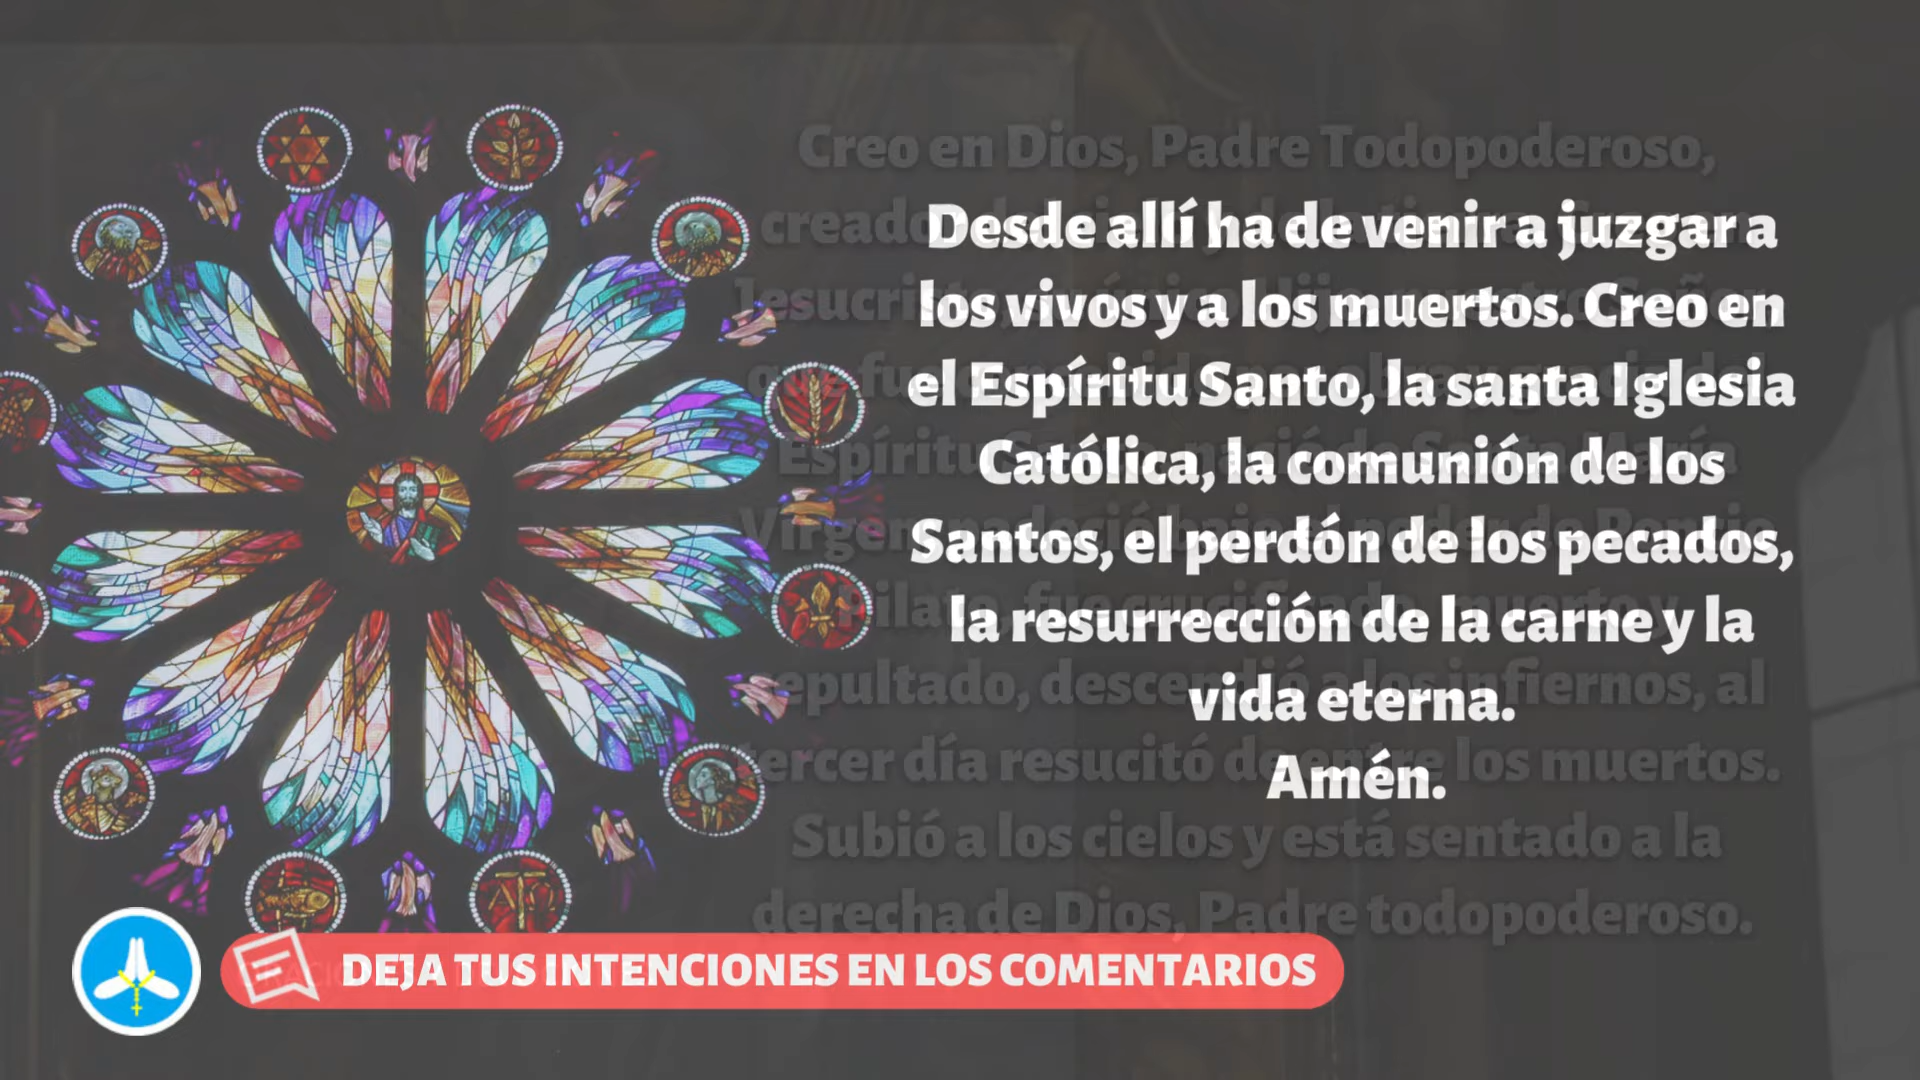 Creo en Dios, Padre Todopoderoso,
Desde allí ha de venir a juzgar a
los vivos y a los muertos. Creo en
el Espíritu Santo, la santa Iglesia
Católica, la comunión de los
Santos, el perdón de los pecados,
la resurrección de la carne y la
vida eterna.
Amén.
tercer día resucitó de entre los muertos.
Subió a los cielos y está sentado a la
derecha de Dios, Padre todopoderoso.
DEJA TUS INTENCIONES EN LOS COMENTARIOS